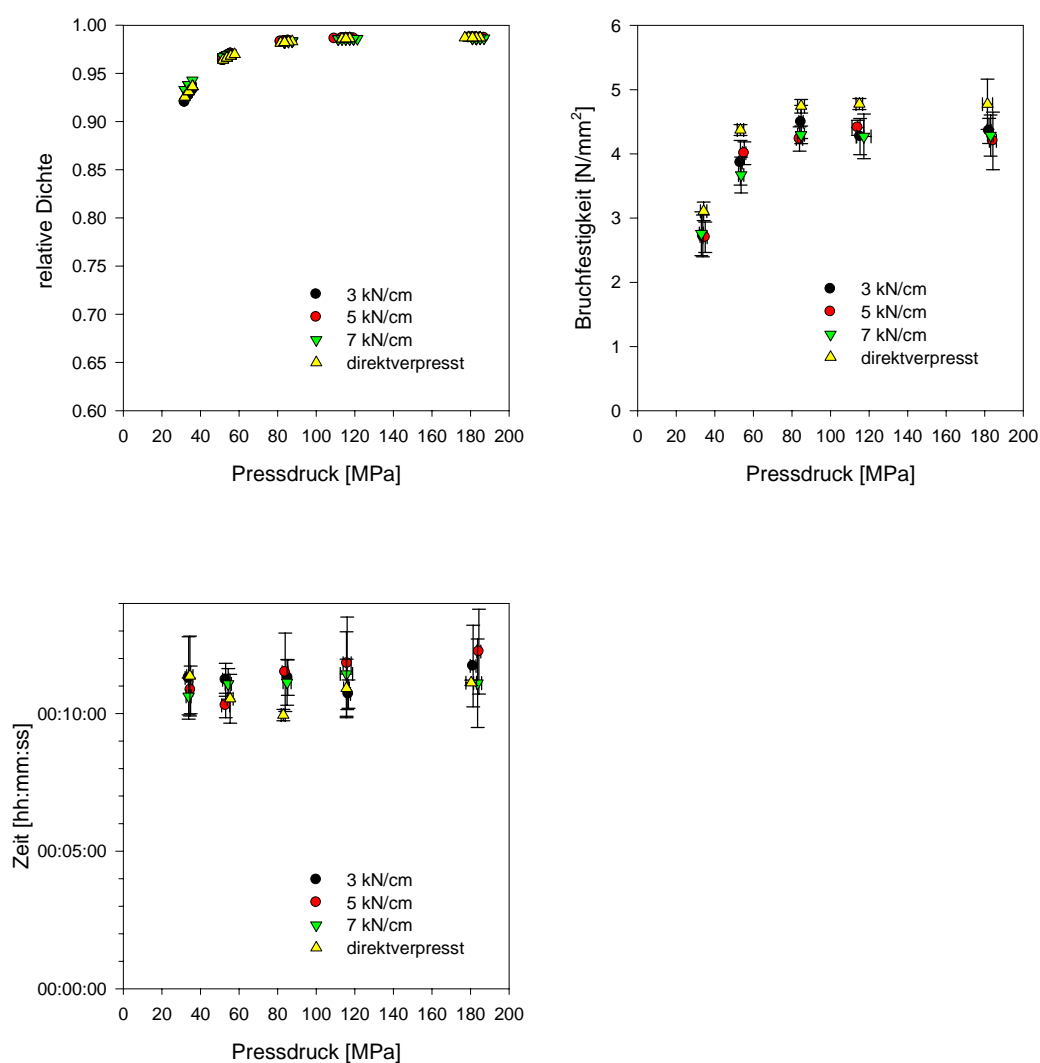 relative Dichte
1.00
0.95
0.90
0.85
0.80
0.75
0.70
0.65
0.60
3 kN/cm
5 kN/cm
7 kN/cm
direktverpresst
0 20 40 60 80 100 120 140 160 180 200
Pressdruck [MPa]
Bruchfestigkeit [N/mm²]
6
5
4
3
2
1
0
3 kN/cm
5 kN/cm
7 kN/cm
direktverpresst
0 20 40 60 80 100 120 140 160 180 200
Pressdruck [MPa]
Zeit [hh:mm:ss]
00:10:00
00:05:00
00:00:00
3 kN/cm
5 kN/cm
7 kN/cm
direktverpresst
0 20 40 60 80 100 120 140 160 180 200
Pressdruck [MPa]